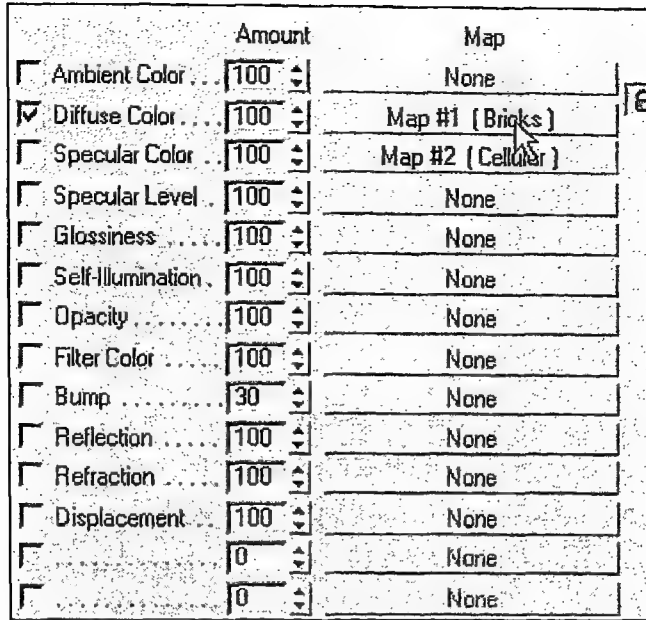 Amount Map
Ambient Color . . . 100 None
Diffuse Color . . . . 100 Map #1 ( Bricks )
Specular Color . . 100 Map #2 ( Cellular )
Specular Level . 100 None
Glossiness . . . . . . 100 None
Self-Illumination . 100 None
Opacity . . . . . . . . 100 None
Filter Color . . . . . 100 None
Bump . . . . . . . . . 30 None
Reflection . . . . . . 100 None
Refraction . . . . . 100 None
Displacement . . . 100 None
. . . . . . . . . . . . . . . 0 None
. . . . . . . . . . . . . . . 0 None